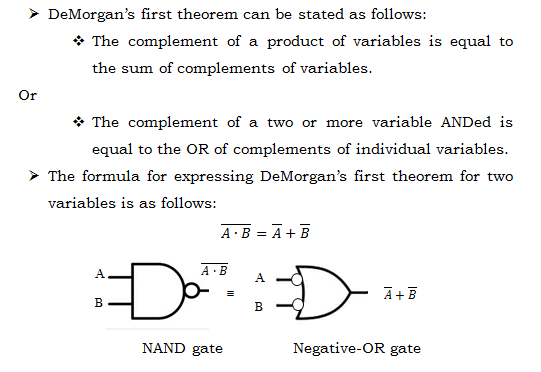 ➢ DeMorgan's first theorem can be stated as follows:
❖ The complement of a product of variables is equal to
the sum of complements of variables.
Or
❖ The complement of a two or more variable ANDed is
equal to the OR of complements of individual variables.
➢ The formula for expressing DeMorgan's first theorem for two
variables is as follows:
A̅ ̅·̅ ̅B̅ = A̅ + B̅
A
B
A̅ ̅·̅ ̅B̅
≡
A
B
A̅ + B̅
NAND gate
Negative-OR gate